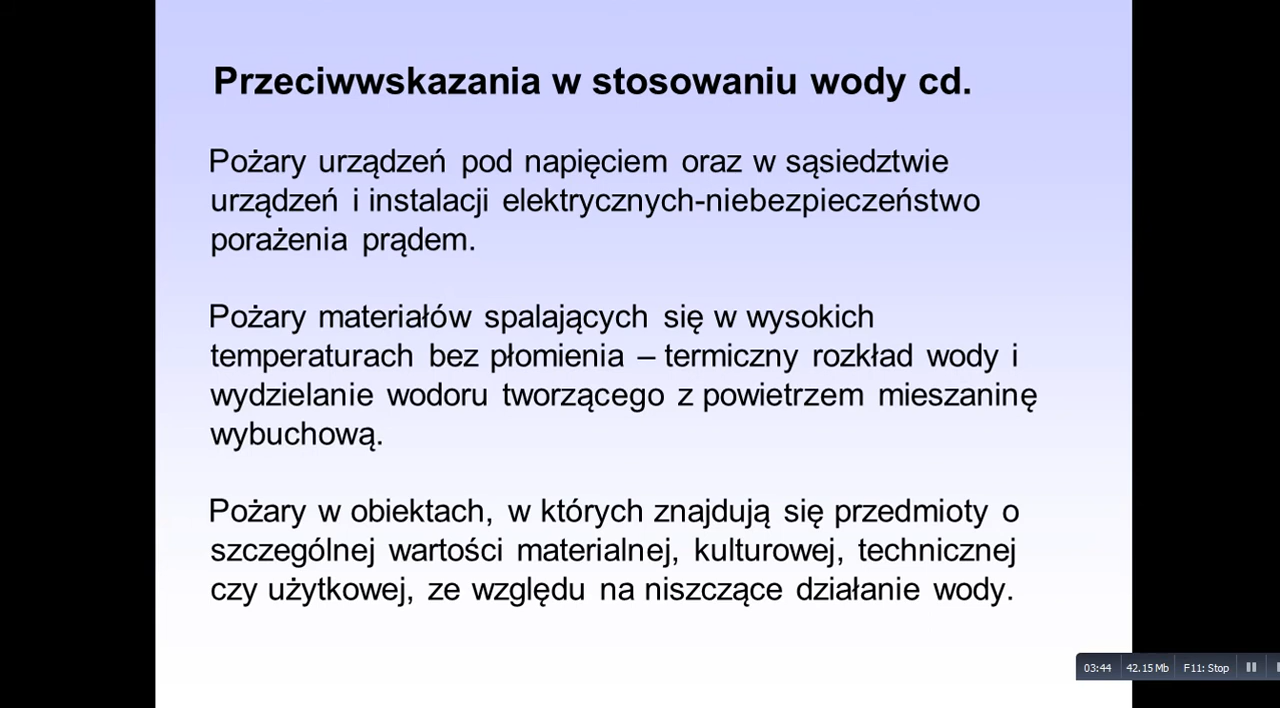 Przeciwwskazania w stosowaniu wody cd.
Pożary urządzeń pod napięciem oraz w sąsiedztwie
urządzeń i instalacji elektrycznych-niebezpieczeństwo
porażenia prądem.
Pożary materiałów spalających się w wysokich
temperaturach bez płomienia – termiczny rozkład wody i
wydzielanie wodoru tworzącego z powietrzem mieszaninę
wybuchową.
Pożary w obiektach, w których znajdują się przedmioty o
szczególnej wartości materialnej, kulturowej, technicznej
czy użytkowej, ze względu na niszczące działanie wody.
03:44 42.15 Mb F11: Stop